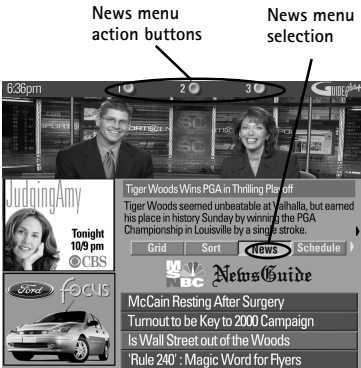 News menu
action buttons
News menu
selection
6:36pm
1
2
3
GUIDE Plus+
Tiger Woods Wins PGA in Thrilling Playoff
Tiger Woods seemed unbeatable at Valhalla, but earned
his place in history Sunday by winning the PGA
Championship in Louisville by a single stroke.
Grid Sort News Schedule
JudgingAmy
Tonight
10/9 pm
CBS
MSNBC NewsGuide
Ford focus
McCain Resting After Surgery
Turnout to be Key to 2000 Campaign
Is Wall Street out of the Woods
'Rule 240' : Magic Word for Flyers